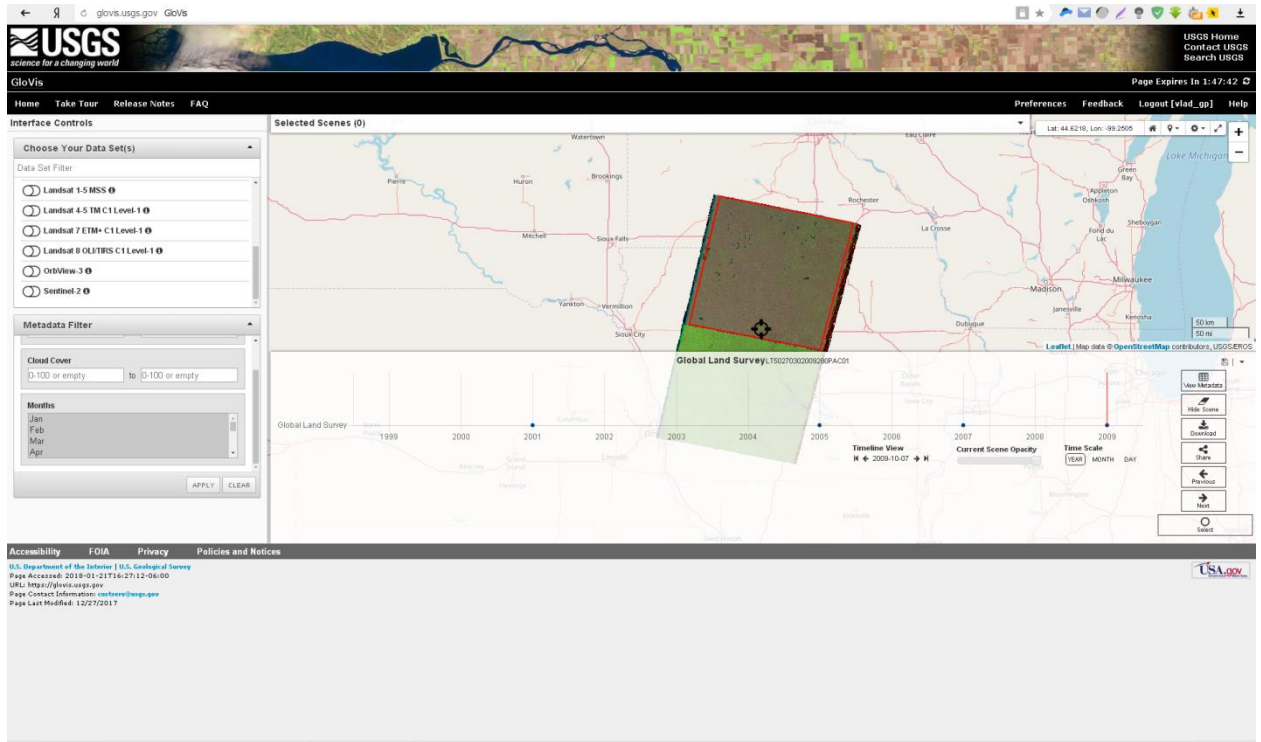 glovis.usgs.gov GloVis
USGS
science for a changing world
USGS Home
Contact USGS
Search USGS
GloVis
Page Expires In 1:47:42
Home Take Tour Release Notes FAQ
Preferences Feedback Logout [vlad_gp] Help
Interface Controls
Choose Your Data Set(s)
Data Set Filter
Landsat 1-5 MSS
Landsat 4-5 TM C1 Level-1
Landsat 7 ETM+ C1 Level-1
Landsat 8 OLI/TIRS C1 Level-1
OrbView-3
Sentinel-2
Metadata Filter
Cloud Cover
0-100 or empty to 0-100 or empty
Months
Jan
Feb
Mar
Apr
APPLY CLEAR
Selected Scenes (0)
Lat: 44.6218, Lon: -99.2505
+
−
Watertown
Eau Claire
Lake Michigan
Green
Bay
Pierre
Huron
Brookings
Appleton
Oshkosh
Rochester
La Crosse
Sheboygan
Fond du
Lac
Mitchell
Sioux Falls
Milwaukee
Madison
Janesville
Kenosha
Yankton
Vermillion
Dubuque
Sioux City
50 km
50 mi
Leaflet | Map data © OpenStreetMap contributors, USGS/EROS
Global Land Survey LT50270302009280PAC01
Global Land Survey
1999 2000 2001 2002 2003 2004 2005 2006 2007 2008 2009
Timeline View
2009-10-07
Current Scene Opacity
Time Scale
YEAR MONTH DAY
View Metadata
Hide Scene
Download
Share
Previous
Next
Select
Accessibility FOIA Privacy Policies and Notices
U.S. Department of the Interior | U.S. Geological Survey
Page Accessed: 2018-01-21T16:27:12-06:00
URL: https://glovis.usgs.gov
Page Contact Information: custserv@usgs.gov
Page Last Modified: 12/27/2017
USA.gov